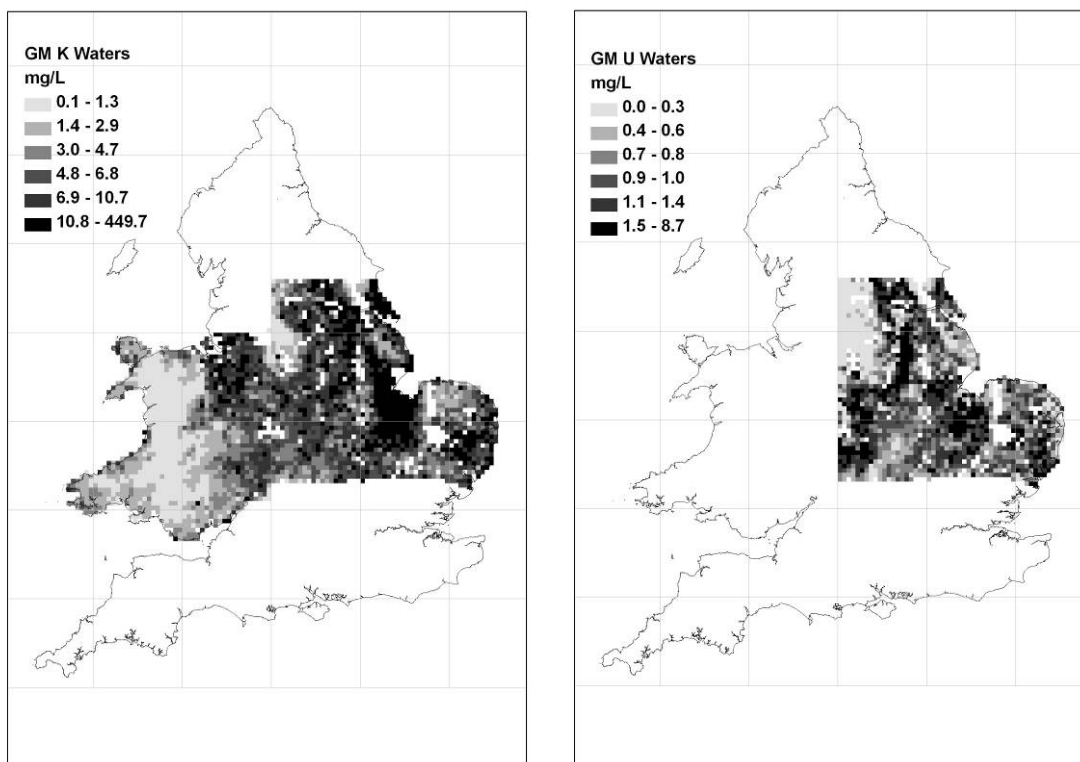 GM K Waters
mg/L
0.1 - 1.3
1.4 - 2.9
3.0 - 4.7
4.8 - 6.8
6.9 - 10.7
10.8 - 449.7
GM U Waters
mg/L
0.0 - 0.3
0.4 - 0.6
0.7 - 0.8
0.9 - 1.0
1.1 - 1.4
1.5 - 8.7